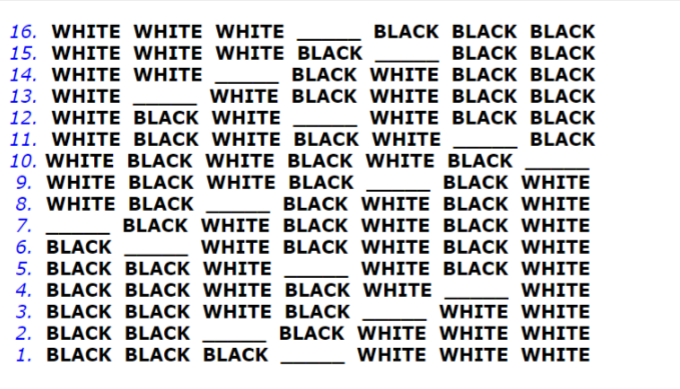 16. WHITE WHITE WHITE ______ BLACK BLACK BLACK
15. WHITE WHITE WHITE BLACK ______ BLACK BLACK
14. WHITE WHITE ______ BLACK WHITE BLACK BLACK
13. WHITE ______ WHITE BLACK WHITE BLACK BLACK
12. WHITE BLACK WHITE ______ WHITE BLACK BLACK
11. WHITE BLACK WHITE BLACK WHITE ______ BLACK
10. WHITE BLACK WHITE BLACK WHITE BLACK ______
9. WHITE BLACK WHITE BLACK ______ BLACK WHITE
8. WHITE BLACK ______ BLACK WHITE BLACK WHITE
7. ______ BLACK WHITE BLACK WHITE BLACK WHITE
6. BLACK ______ WHITE BLACK WHITE BLACK WHITE
5. BLACK BLACK WHITE ______ WHITE BLACK WHITE
4. BLACK BLACK WHITE BLACK WHITE ______ WHITE
3. BLACK BLACK WHITE BLACK ______ WHITE WHITE
2. BLACK BLACK ______ BLACK WHITE WHITE WHITE
1. BLACK BLACK BLACK ______ WHITE WHITE WHITE